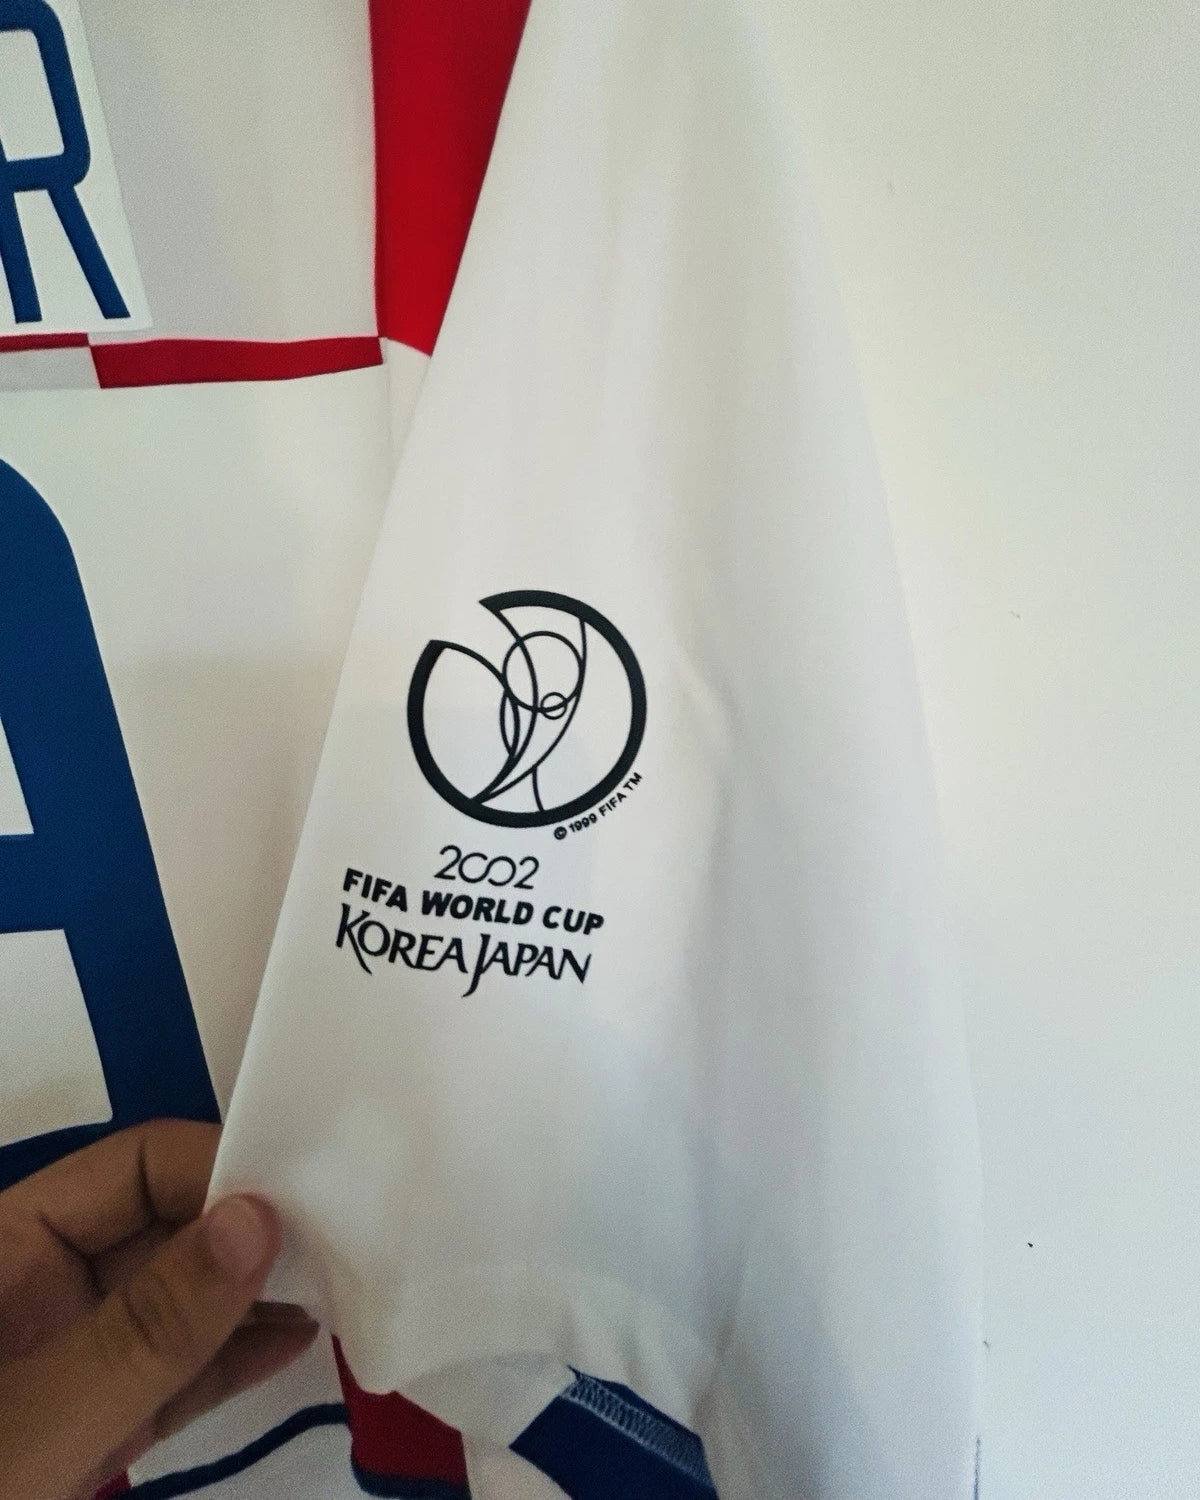 R
© 1999 FIFA TM
2002
FIFA WORLD CUP
KOREA JAPAN